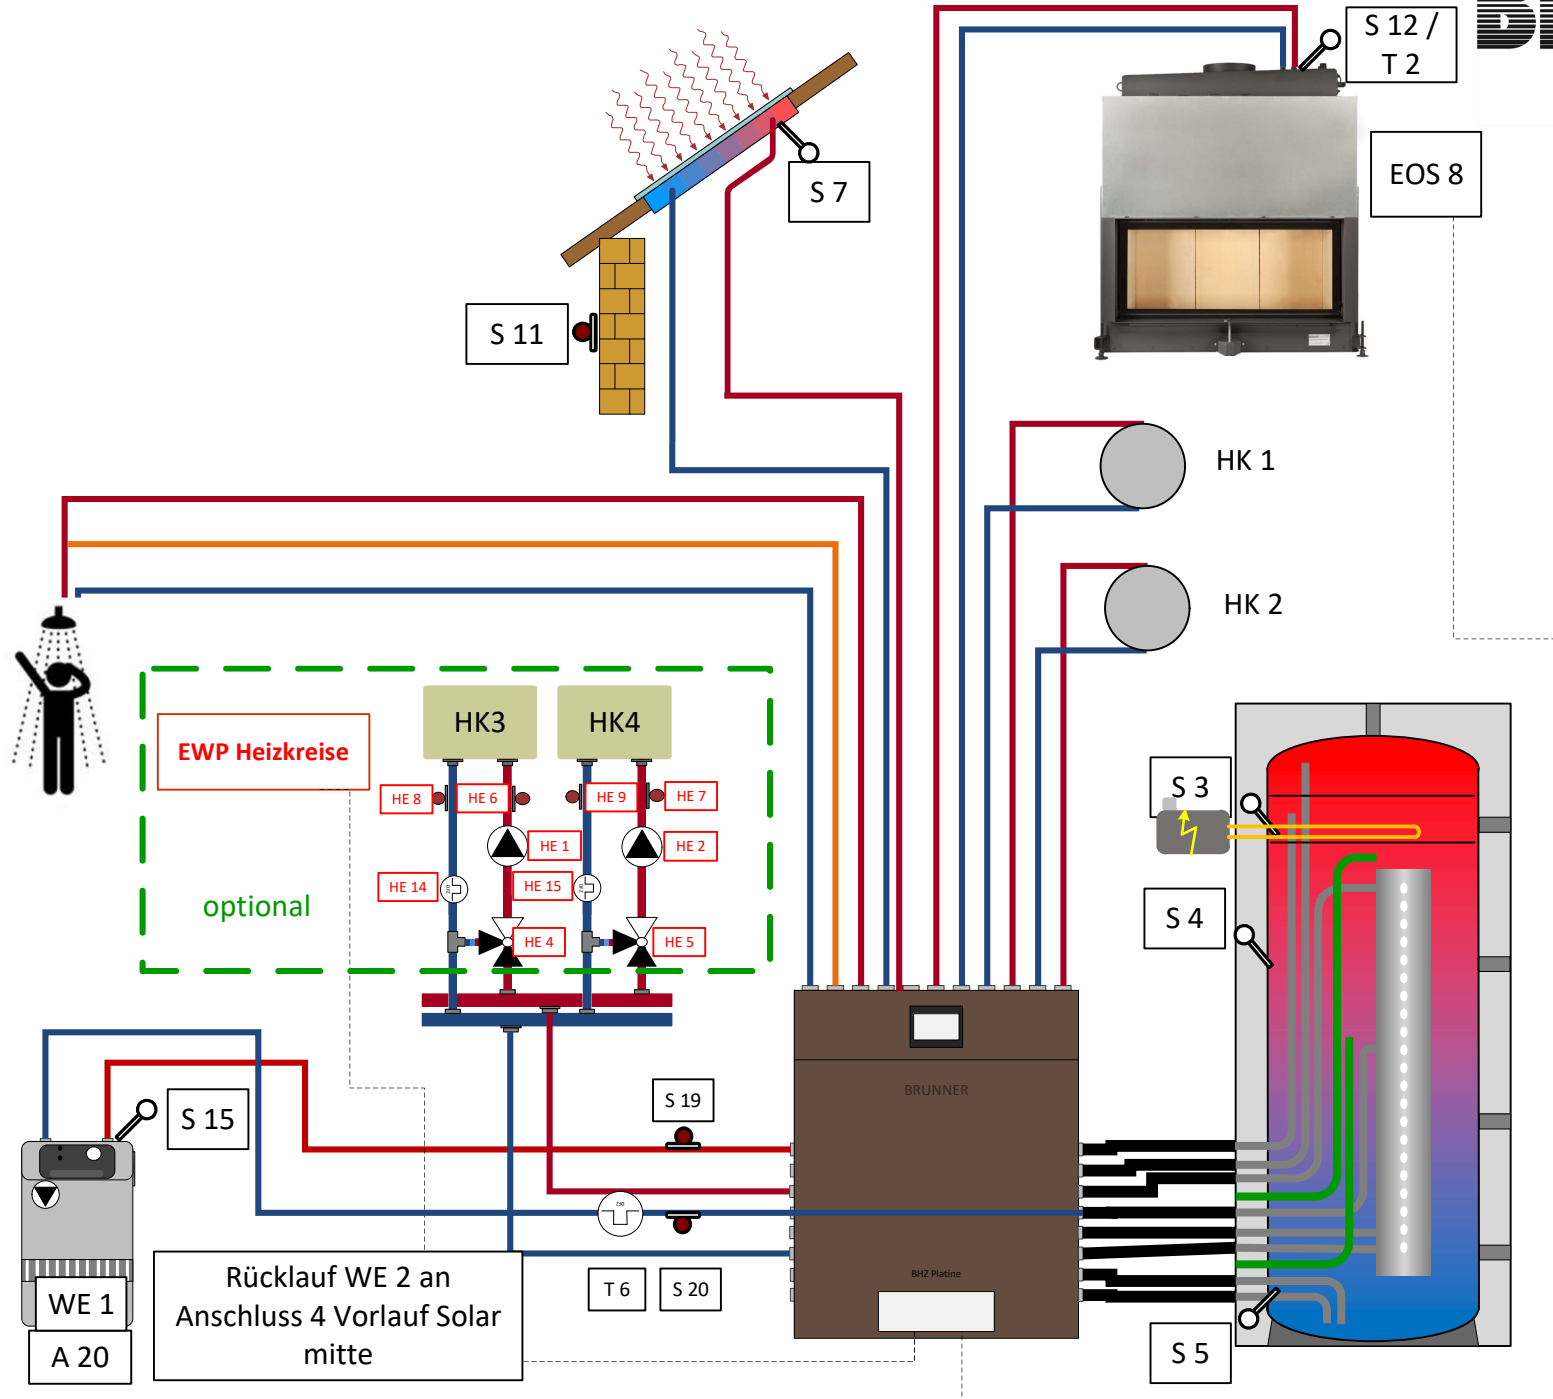 S 12 /
T 2
S 7
EOS 8
S 11
HK 1
HK 2
HK3
HK4
EWP Heizkreise
HE 8
HE 6
HE 9
HE 7
HE 1
HE 2
HE 14
HE 15
optional
HE 4
HE 5
S 3
S 4
BRUNNER
S 19
S 15
BHZ Platine
T 6
S 20
Rücklauf WE 2 an
Anschluss 4 Vorlauf Solar
mitte
WE 1
A 20
S 5